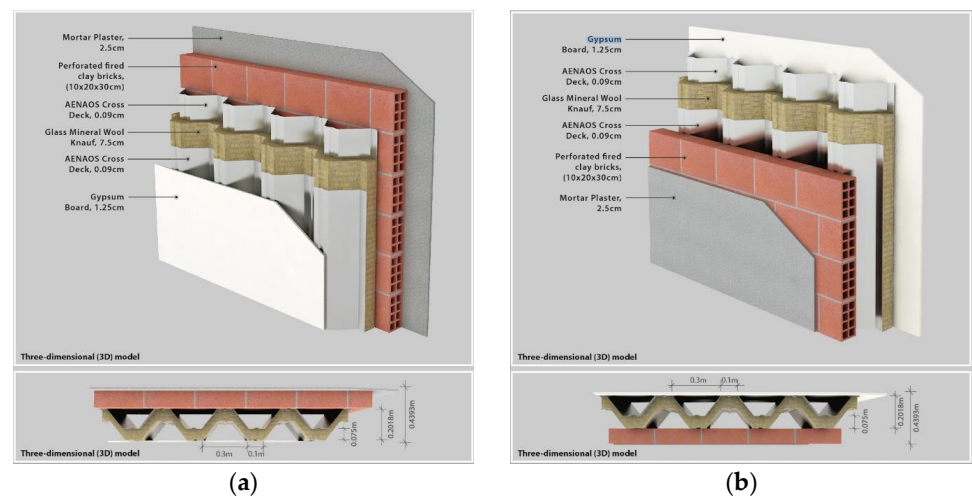 Mortar Plaster,
2.5cm
Perforated fired
clay bricks,
(10x20x30cm)
AENAOS Cross
Deck, 0.09cm
Glass Mineral Wool
Knauf, 7.5cm
AENAOS Cross
Deck, 0.09cm
Gypsum
Board, 1.25cm
Three-dimensional (3D) model
0.3m
0.1m
0.075m
0.2018m
0.4393m
Three-dimensional (3D) model
(a)
Gypsum
Board, 1.25cm
AENAOS Cross
Deck, 0.09cm
Glass Mineral Wool
Knauf, 7.5cm
AENAOS Cross
Deck, 0.09cm
Perforated fired
clay bricks,
(10x20x30cm)
Mortar Plaster,
2.5cm
Three-dimensional (3D) model
0.3m
0.1m
0.075m
0.2018m
0.4393m
Three-dimensional (3D) model
(b)